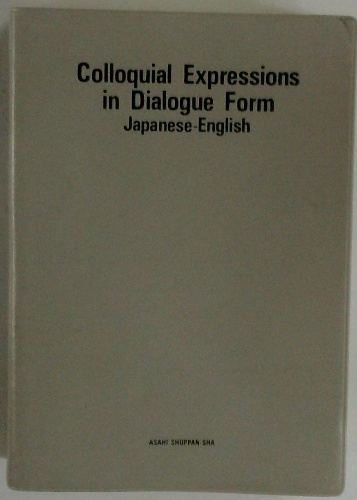 Colloquial Expressions
in Dialogue Form
Japanese-English
ASAHI SHUPPAN SHA